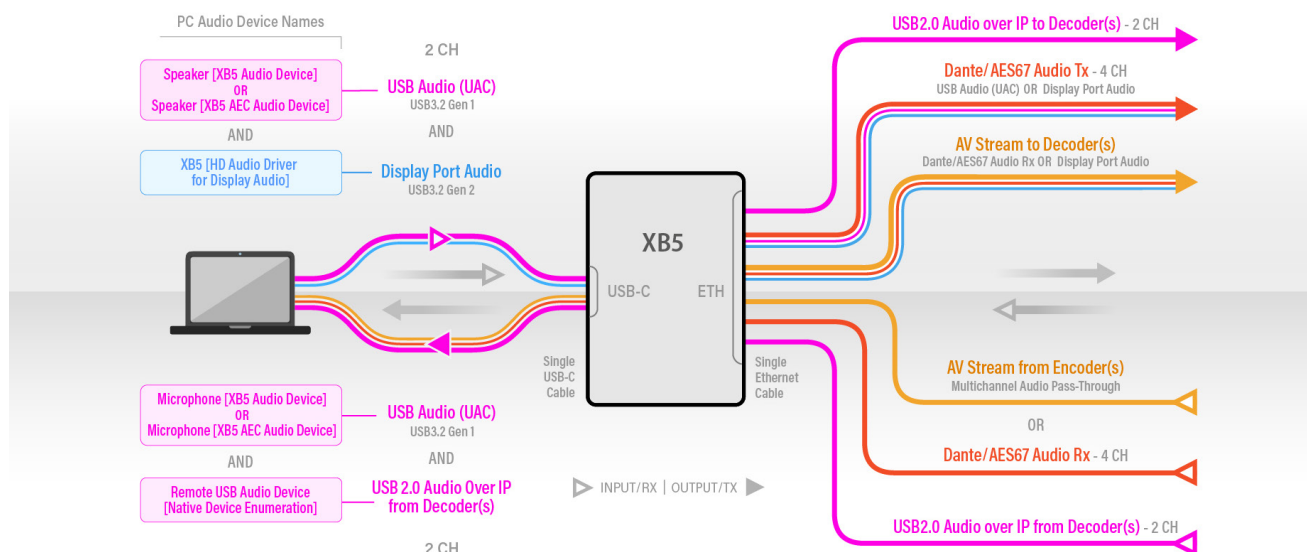 PC Audio Device Names
2 CH
Speaker [XB5 Audio Device]
OR
Speaker [XB5 AEC Audio Device]
USB Audio (UAC)
USB3.2 Gen 1
AND
AND
XB5 [HD Audio Driver
for Display Audio]
Display Port Audio
USB3.2 Gen 2
USB2.0 Audio over IP to Decoder(s) - 2 CH
Dante/AES67 Audio Tx - 4 CH
USB Audio (UAC) OR Display Port Audio
AV Stream to Decoder(s)
Dante/AES67 Audio Rx OR Display Port Audio
XB5
USB-C
ETH
Single
USB-C
Cable
Single
Ethernet
Cable
Microphone [XB5 Audio Device]
OR
Microphone [XB5 AEC Audio Device]
USB Audio (UAC)
USB3.2 Gen 1
AND
AND
Remote USB Audio Device
[Native Device Enumeration]
USB 2.0 Audio Over IP
from Decoder(s)
2 CH
INPUT/RX | OUTPUT/TX
AV Stream from Encoder(s)
Multichannel Audio Pass-Through
OR
Dante/AES67 Audio Rx - 4 CH
USB2.0 Audio over IP from Decoder(s) - 2 CH